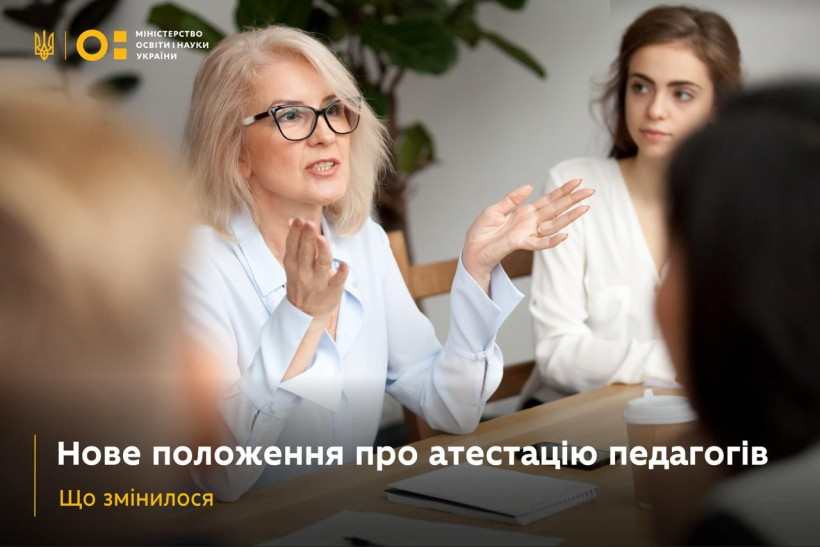 МІНІСТЕРСТВО
ОСВІТИ І НАУКИ
УКРАЇНИ
Нове положення про атестацію педагогів
Що змінилося